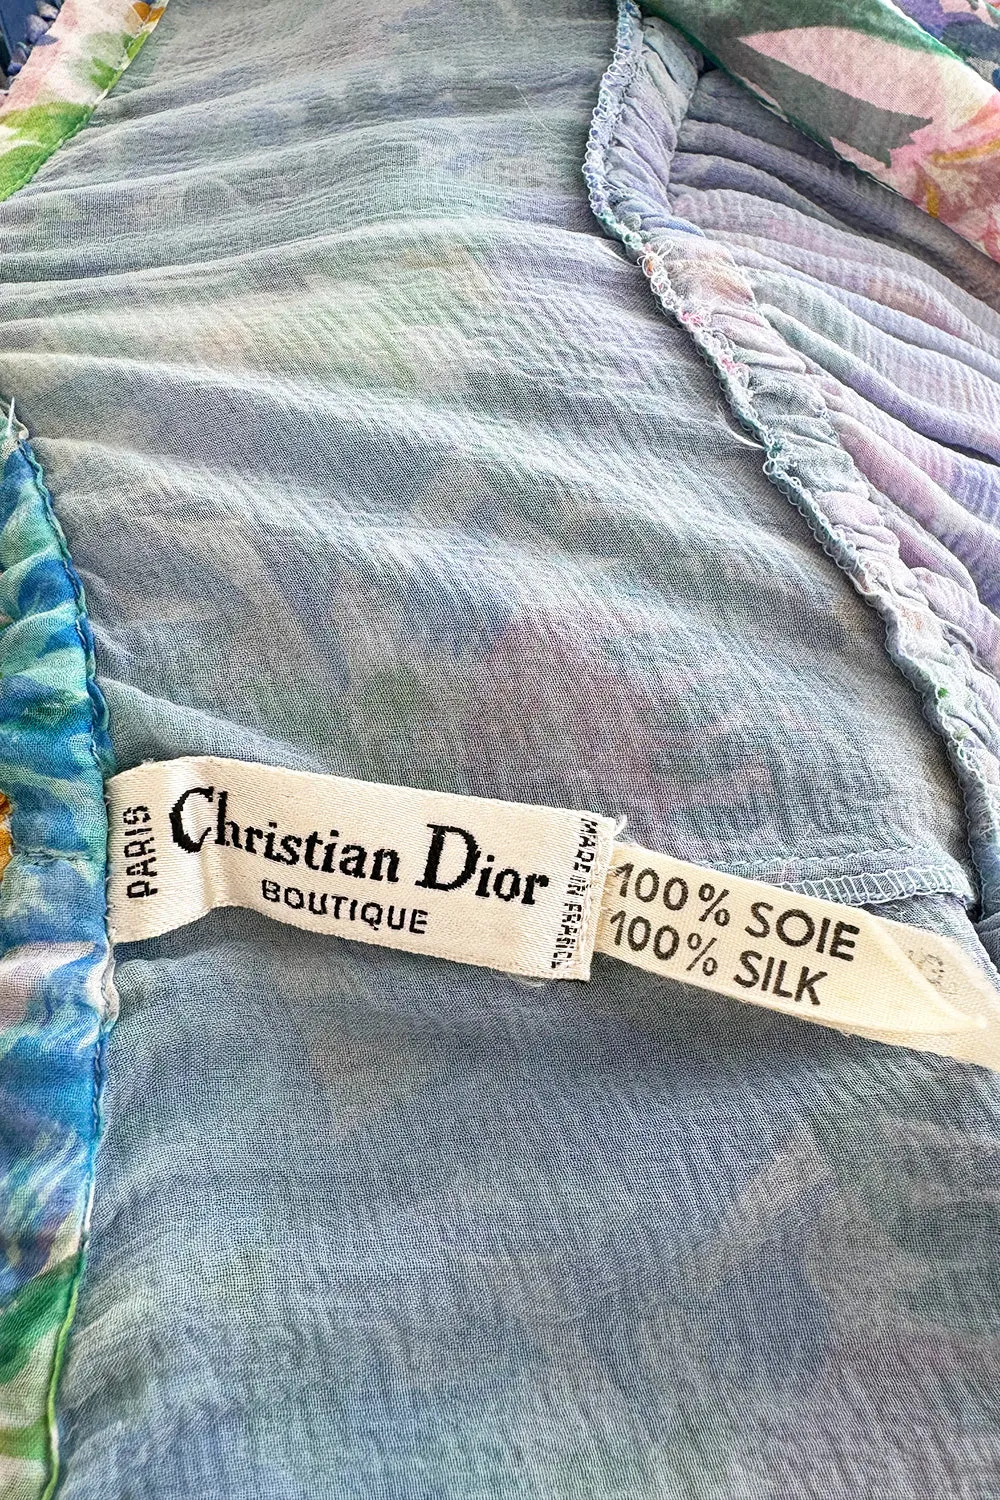 PARIS
Christian Dior
BOUTIQUE
MADE IN FRANCE
100% SOIE
100% SILK